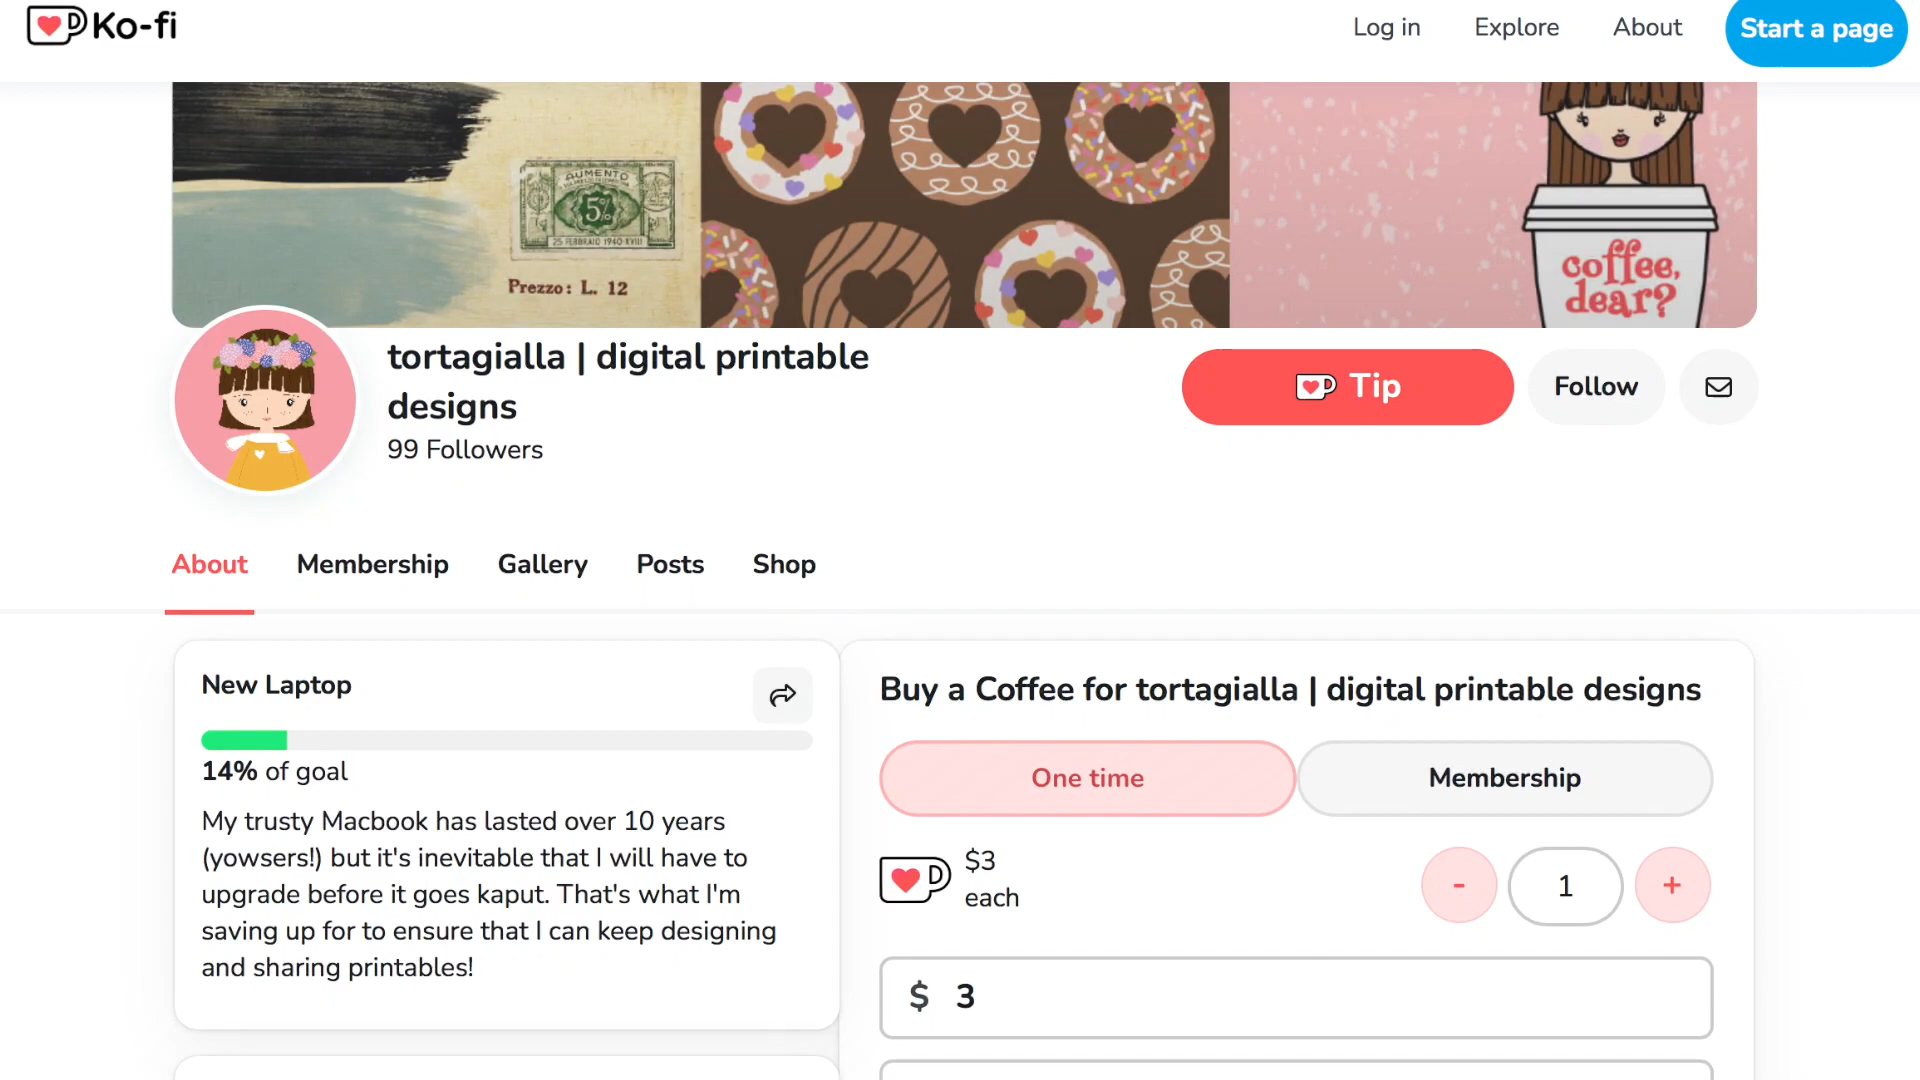 Ko-fi
Log in
Explore
About
Start a page
AUMENTO
5%
25 FEBBRAIO 1940-XVIII
Prezzo: L. 12
coffee,
dear?
tortagialla | digital printable
designs
99 Followers
Tip
Follow
About
Membership
Gallery
Posts
Shop
New Laptop
14% of goal
My trusty Macbook has lasted over 10 years
(yowsers!) but it's inevitable that I will have to
upgrade before it goes kaput. That's what I'm
saving up for to ensure that I can keep designing
and sharing printables!
Buy a Coffee for tortagialla | digital printable designs
One time
Membership
$3
each
-
1
+
$ 3